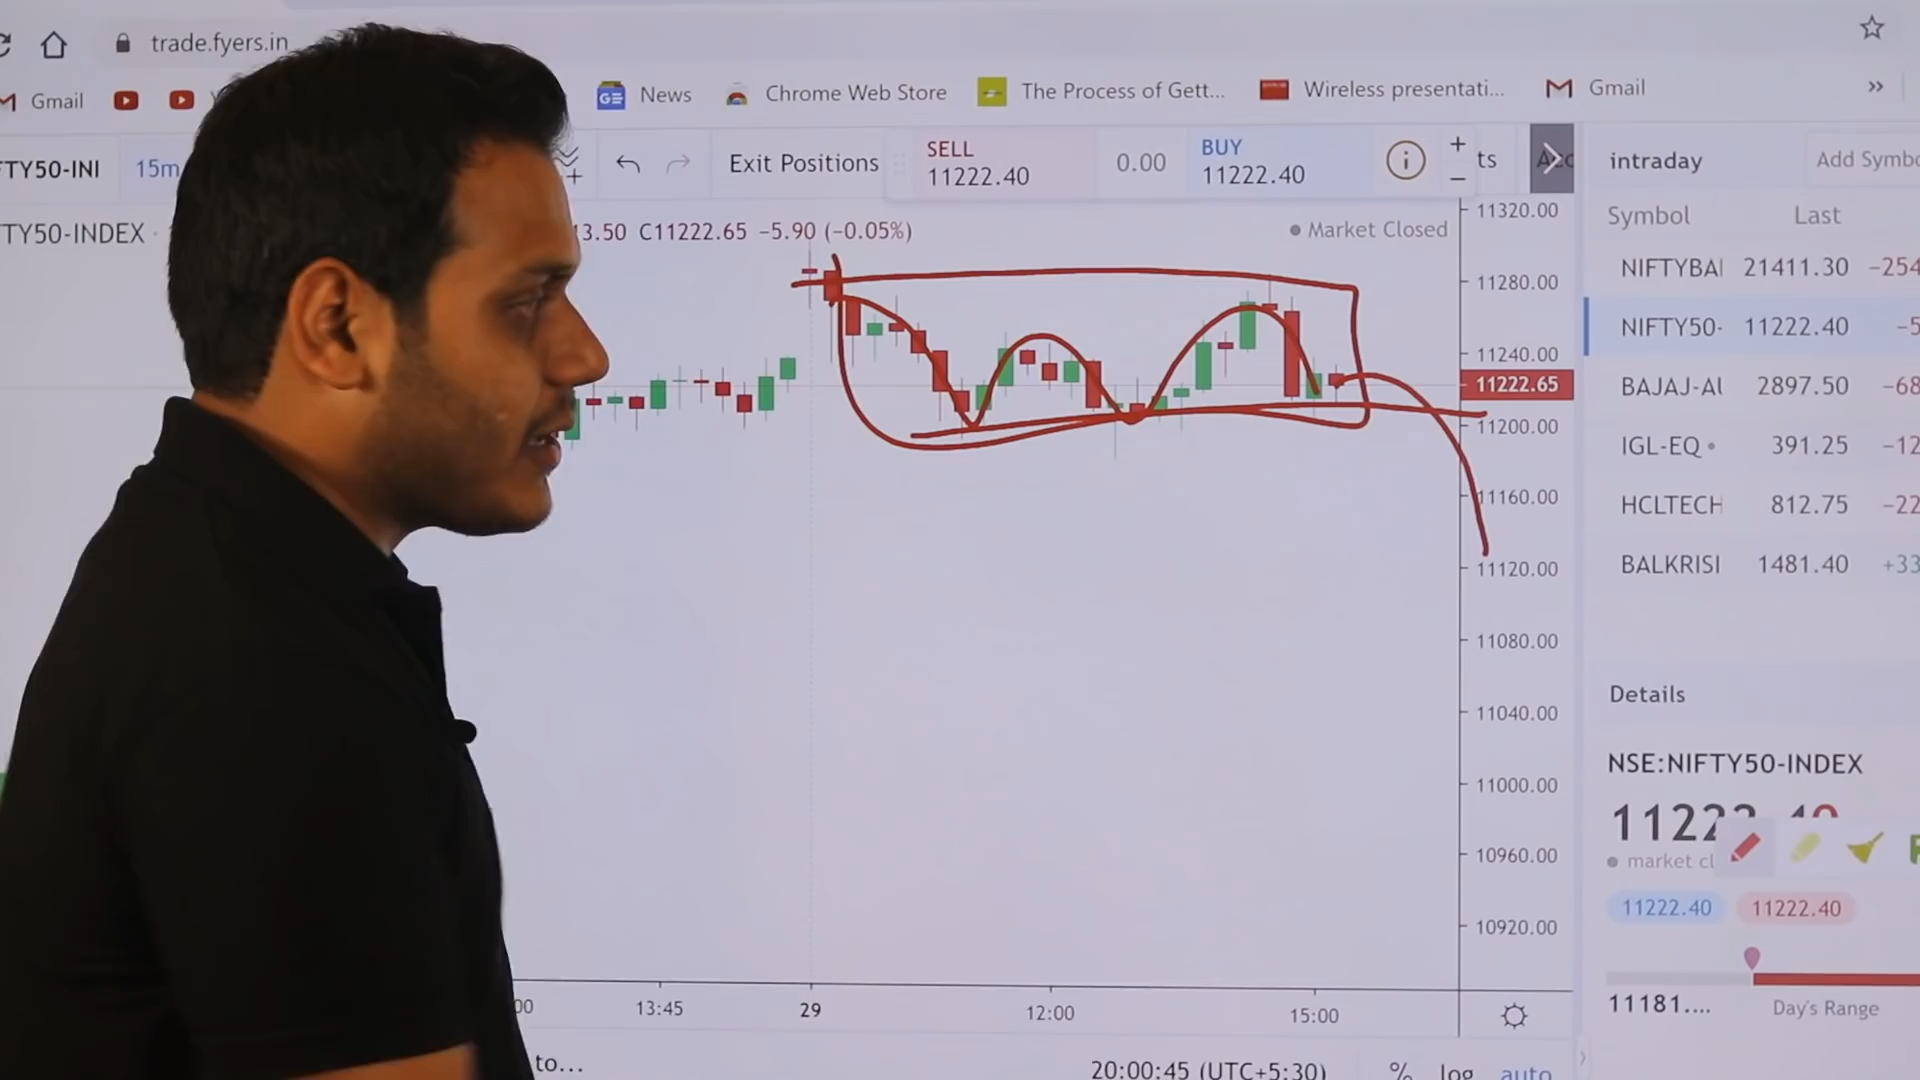 trade.fyers.in
Gmail
News
Chrome Web Store
The Process of Gett...
Wireless presentati...
Gmail
»
TY50-INI
15m
Exit Positions
SELL
11222.40
0.00
BUY
11222.40
ts
intraday
Add Symbo
TY50-INDEX
3.50 C11222.65 −5.90 (−0.05%)
Market Closed
Symbol
Last
NIFTYBAI 21411.30 −254
NIFTY50- 11222.40 −5
BAJAJ-AU 2897.50 −68
IGL-EQ 391.25 −12
HCLTECH 812.75 −22
BALKRISI 1481.40 +33
11320.00
11280.00
11240.00
11222.65
11200.00
11160.00
11120.00
11080.00
11040.00
11000.00
10960.00
10920.00
Details
NSE:NIFTY50-INDEX
11222.40
market cl
11222.40
11222.40
11181....
Day's Range
00
13:45
29
12:00
15:00
to...
20:00:45 (UTC+5:30)
%
log
auto